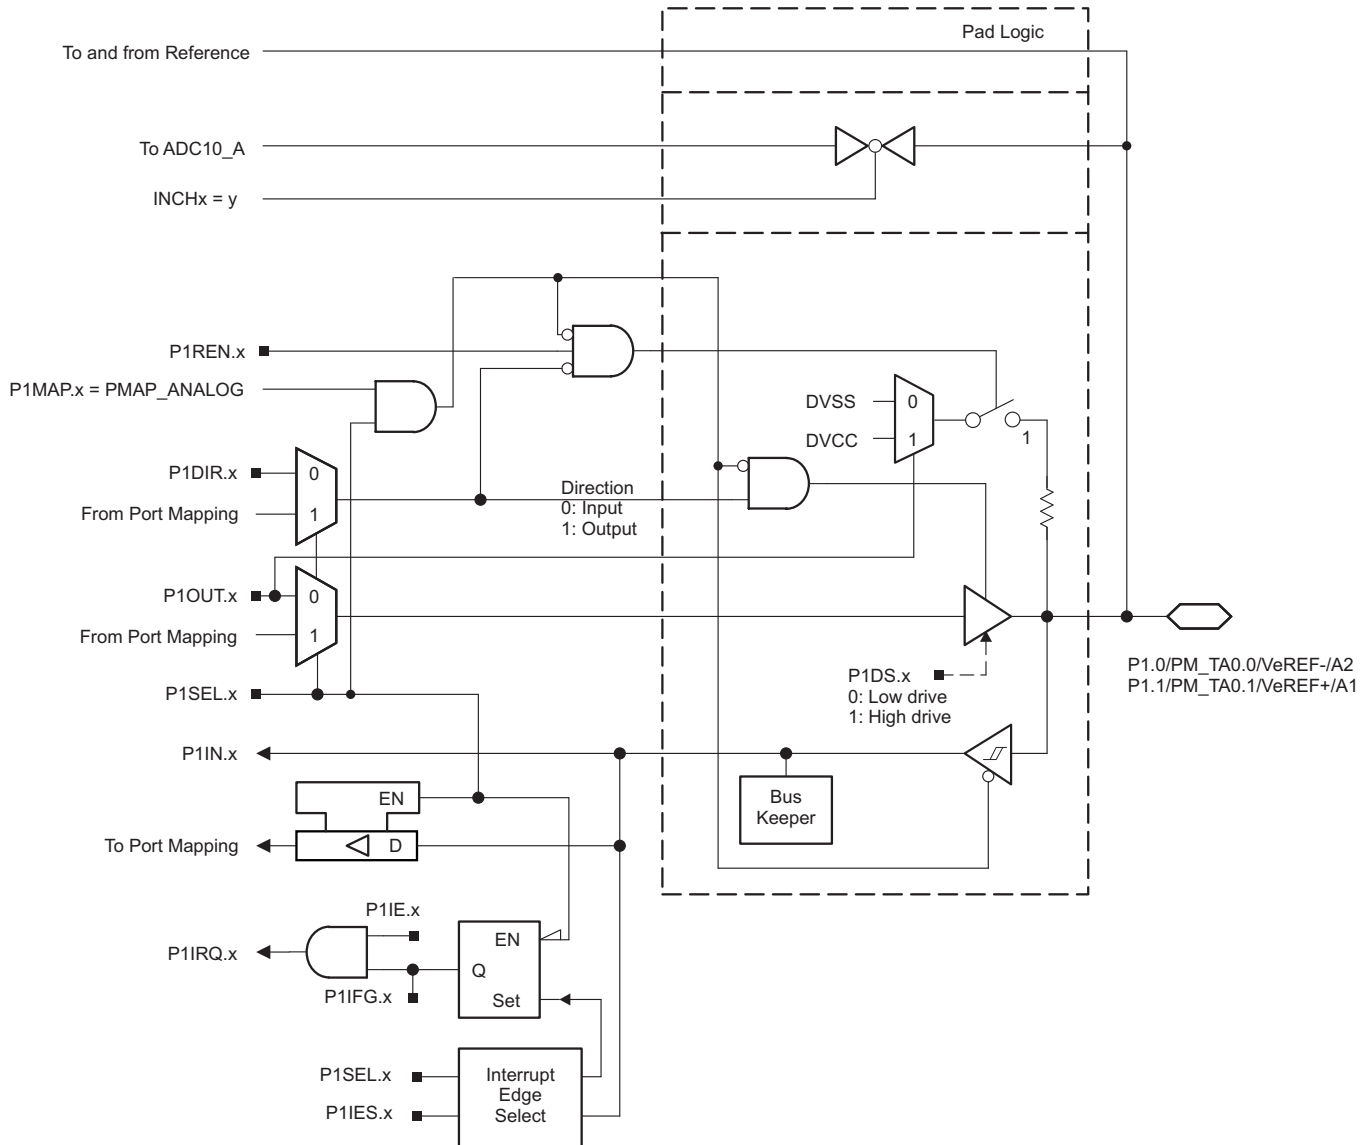 Pad Logic
To and from Reference
To ADC10_A
INCHx = y
P1REN.x
P1MAP.x = PMAP_ANALOG
DVSS
0
DVCC
1
1
P1DIR.x
0
From Port Mapping
1
Direction
0: Input
1: Output
P1OUT.x
0
From Port Mapping
1
P1SEL.x
P1DS.x
0: Low drive
1: High drive
P1.0/PM_TA0.0/VeREF-/A2
P1.1/PM_TA0.1/VeREF+/A1
P1IN.x
Bus
Keeper
EN
To Port Mapping
D
P1IE.x
P1IRQ.x
EN
Q
P1IFG.x
Set
P1SEL.x
P1IES.x
Interrupt
Edge
Select